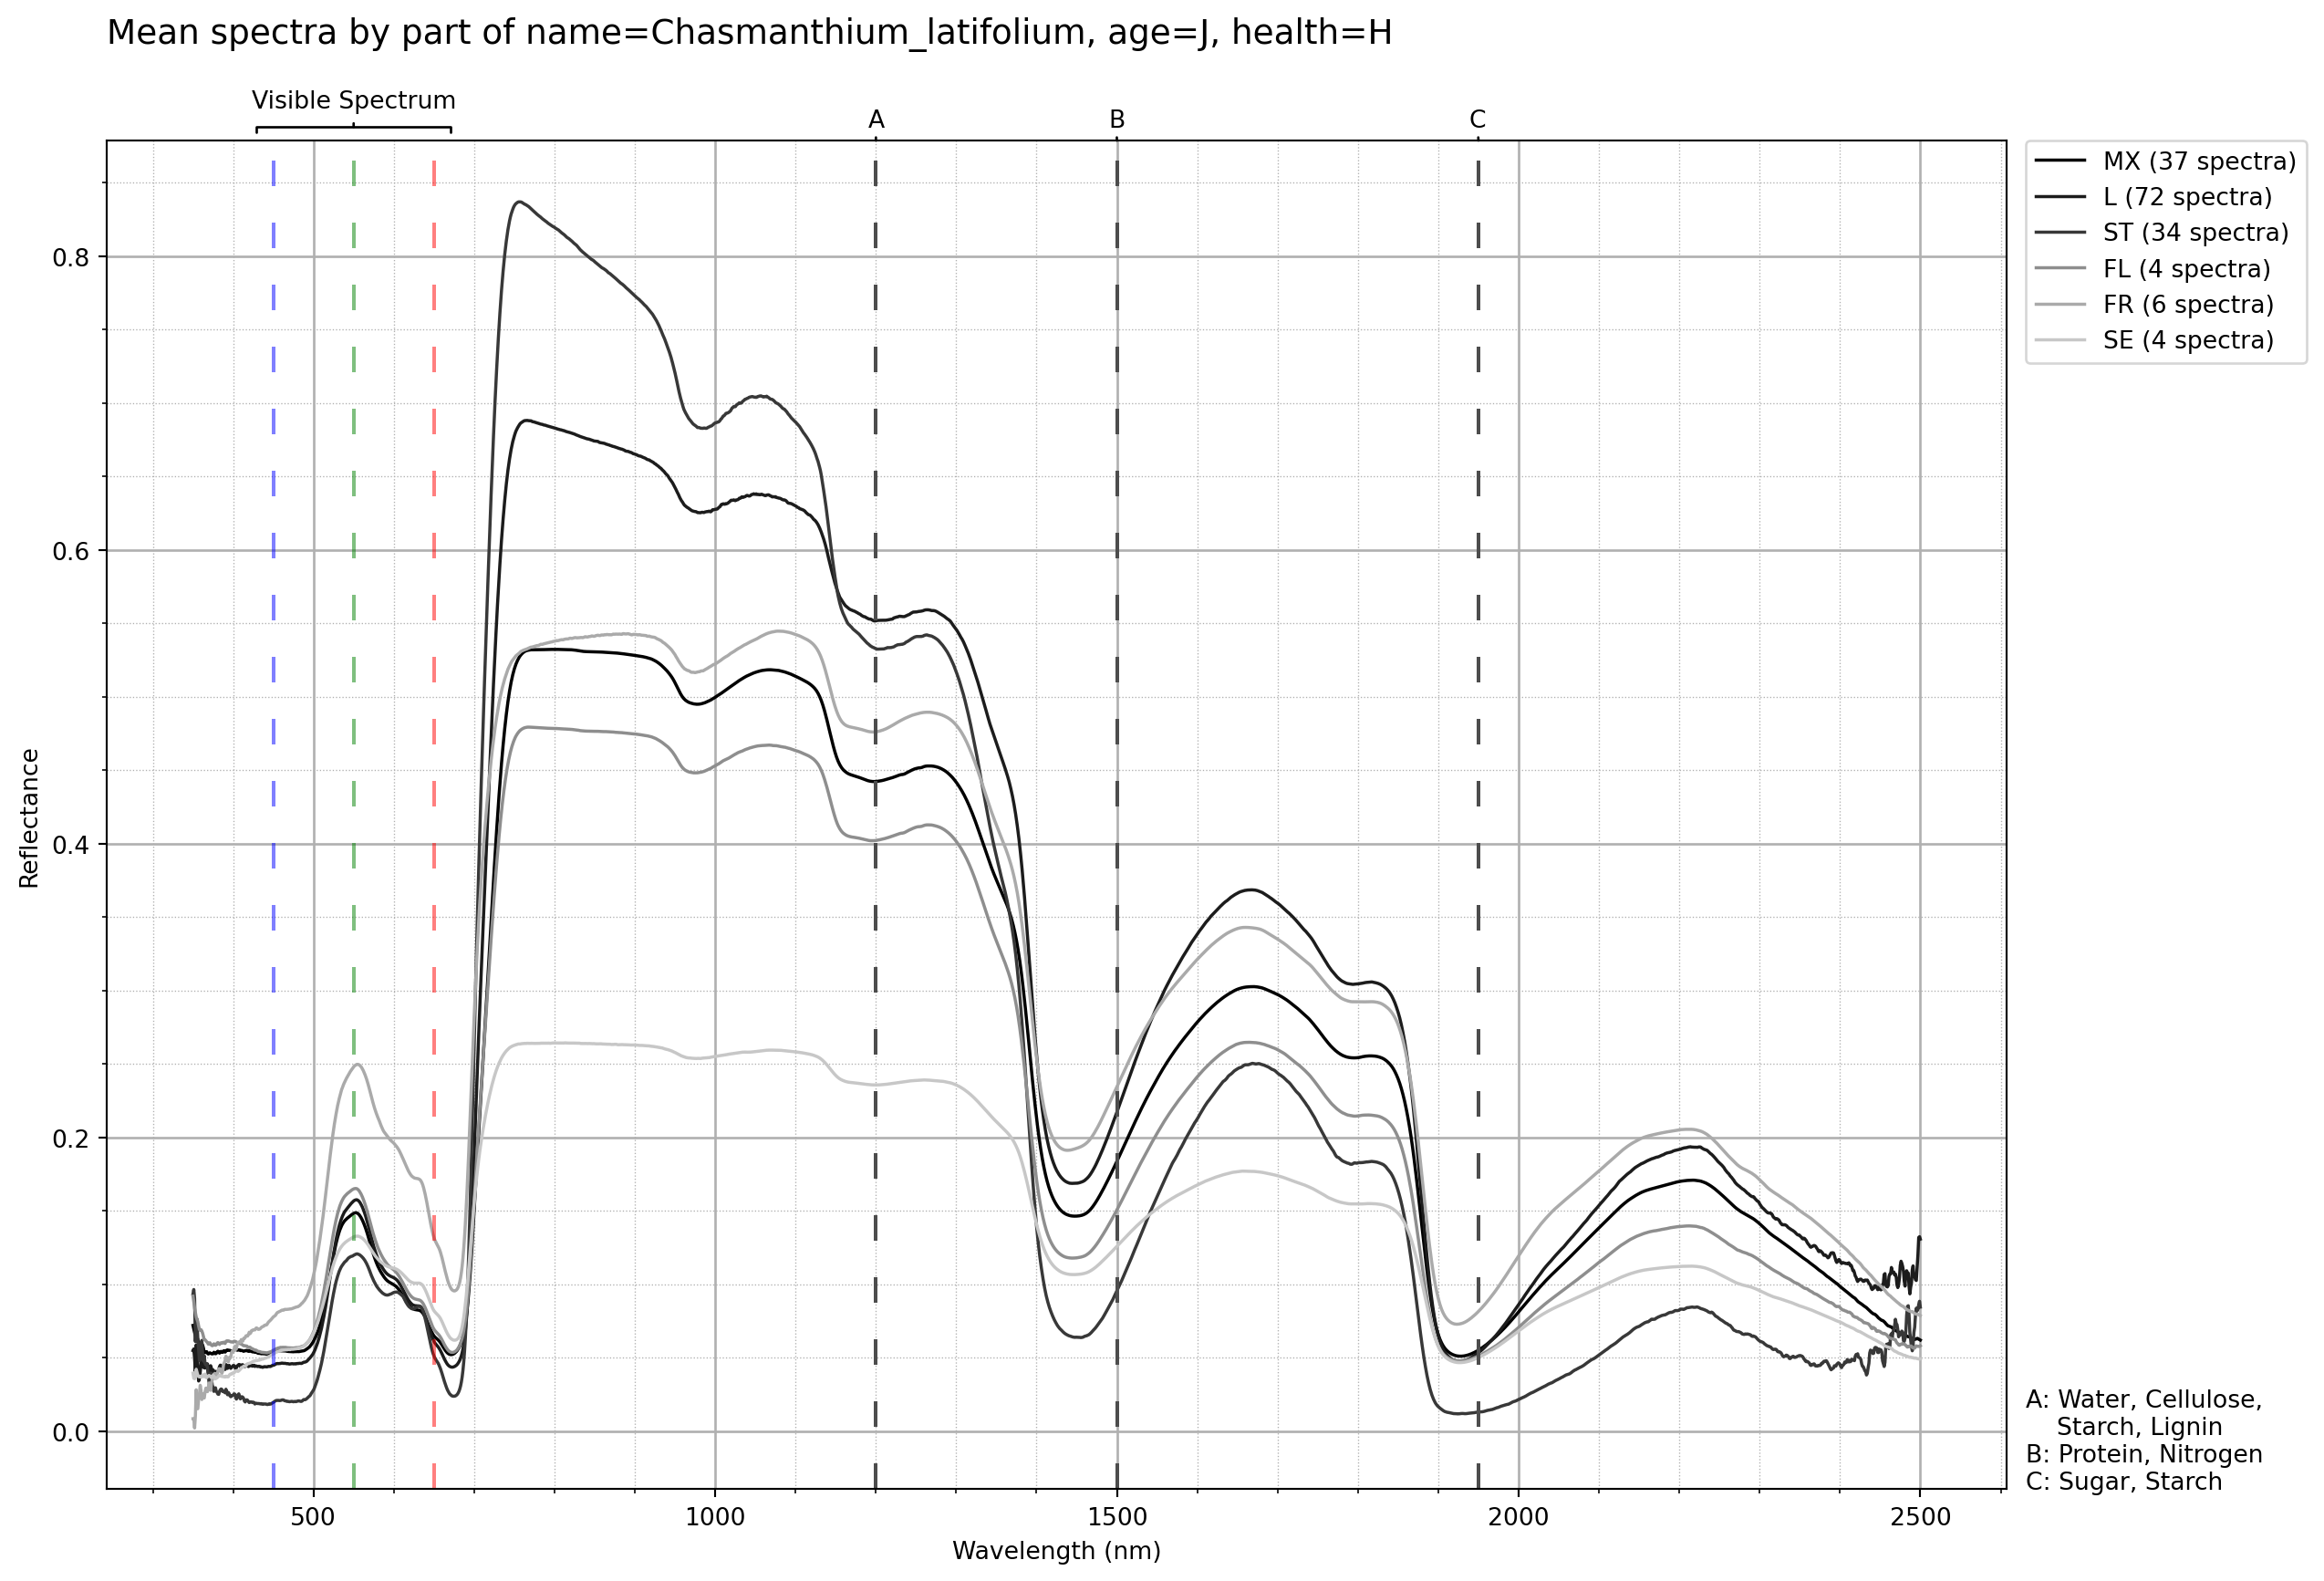 Mean spectra by part of name=Chasmanthium_latifolium, age=J, health=H
Visible Spectrum
A
B
C
MX (37 spectra)
L (72 spectra)
ST (34 spectra)
FL (4 spectra)
FR (6 spectra)
SE (4 spectra)
0.8
0.6
0.4
0.2
0.0
Reflectance
500
1000
1500
2000
2500
Wavelength (nm)
A: Water, Cellulose,
Starch, Lignin
B: Protein, Nitrogen
C: Sugar, Starch